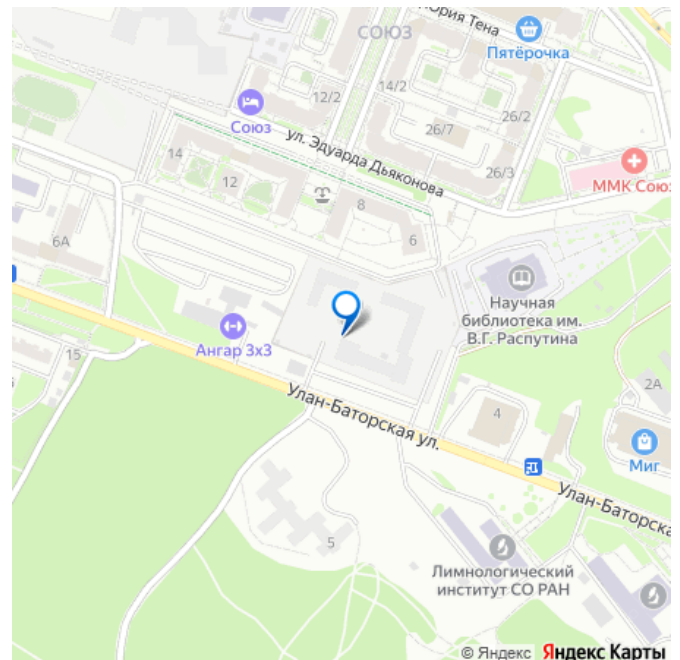 Юрия Тена
СОЮЗ
Пятёрочка
12/2
14/2
26/2
Союз
26/7
ул. Эдуарда Дьяконова
26/3
14
12
ММК Союз
8
6
6А
Научная
библиотека им.
В.Г. Распутина
Ангар 3х3
15
2А
Улан-Баторская ул.
4
Миг
Улан-Баторска
5
Лимнологический
институт СО РАН
© Яндекс Яндекс Карты